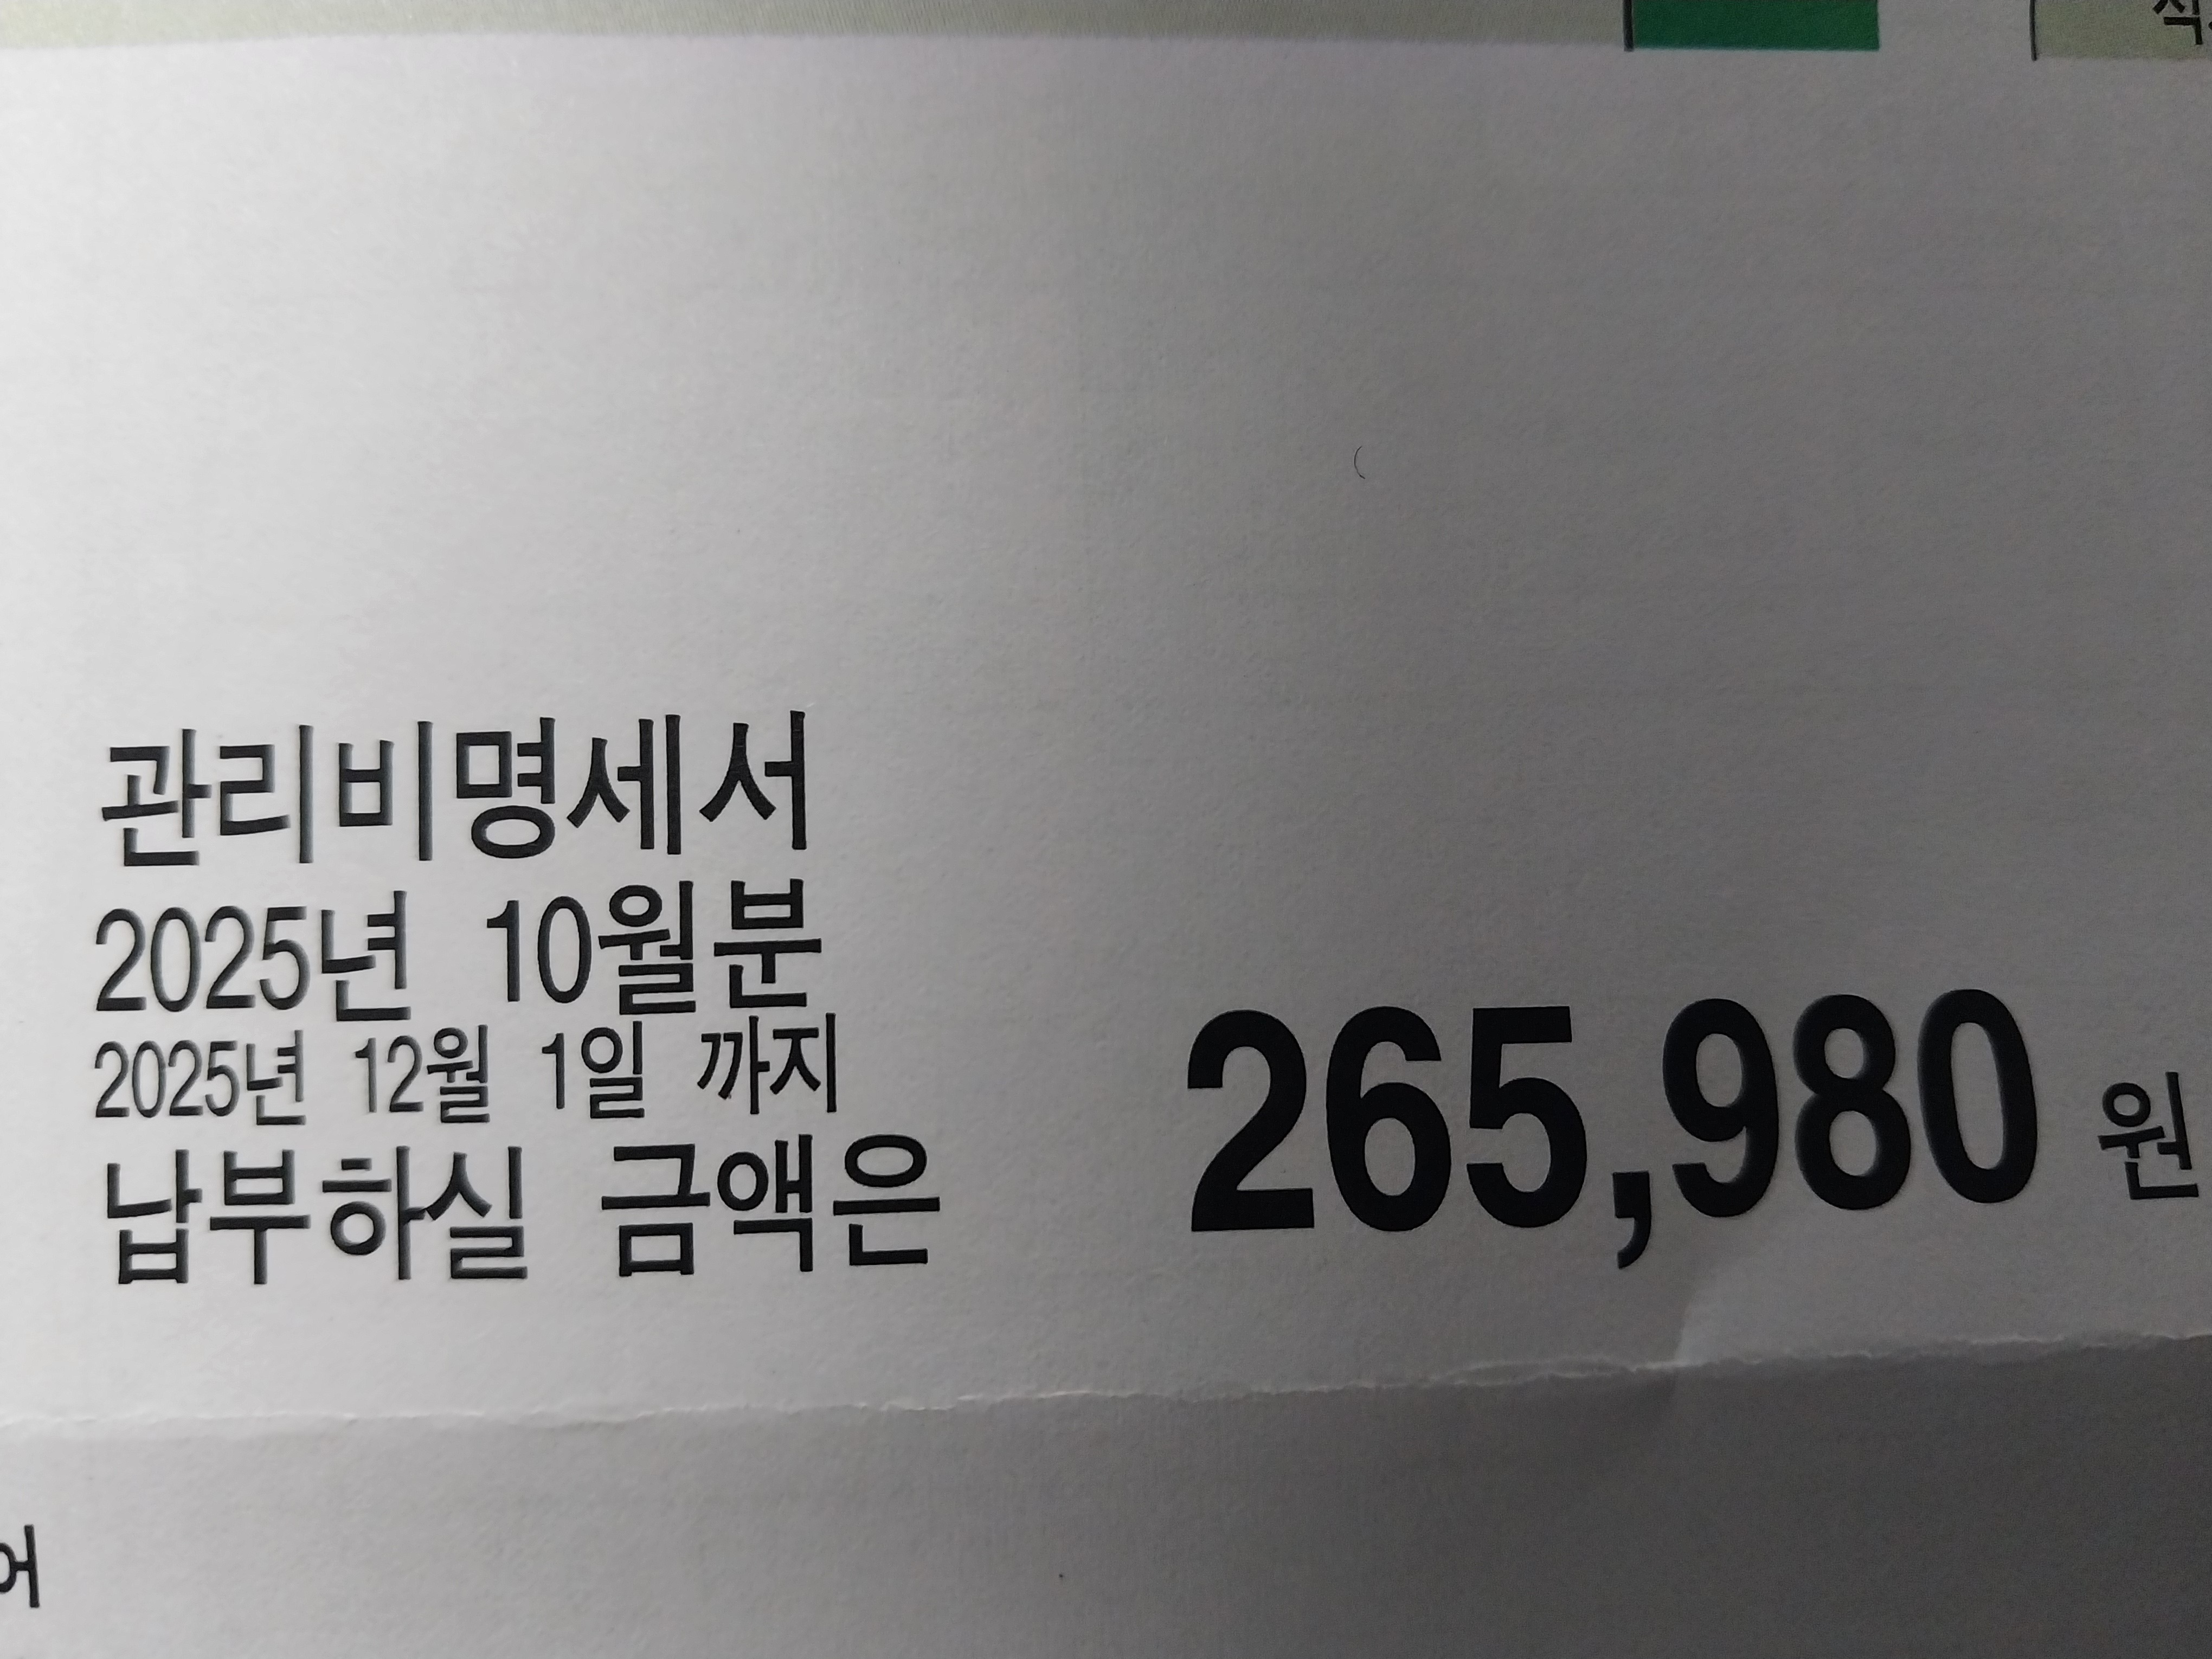 관리비명세서
2025년 10월분
2025년 12월 1일 까지
납부하실 금액은 265,980 원